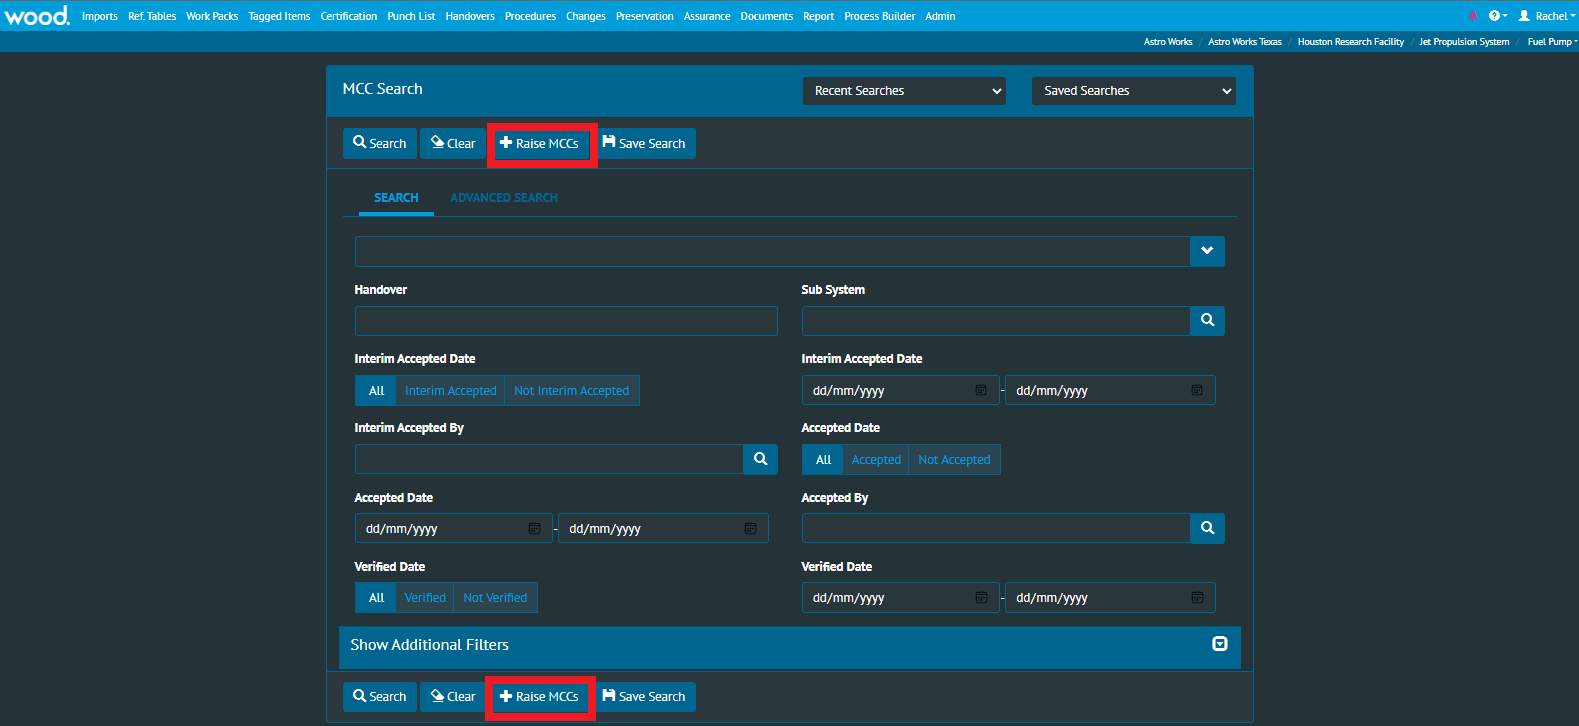 wood. Imports Ref. Tables Work Packs Tagged Items Certification Punch List Handovers Procedures Changes Preservation Assurance Documents Report Process Builder Admin Rachel
Astro Works / Astro Works Texas / Houston Research Facility / Jet Propulsion System / Fuel Pump
MCC Search Recent Searches Saved Searches
Search Clear Raise MCCs Save Search
SEARCH ADVANCED SEARCH
Handover Sub System
Interim Accepted Date Interim Accepted Date
All Interim Accepted Not Interim Accepted dd/mm/yyyy - dd/mm/yyyy
Interim Accepted By Accepted Date
All Accepted Not Accepted
Accepted Date Accepted By
dd/mm/yyyy - dd/mm/yyyy
Verified Date Verified Date
All Verified Not Verified dd/mm/yyyy - dd/mm/yyyy
Show Additional Filters
Search Clear Raise MCCs Save Search